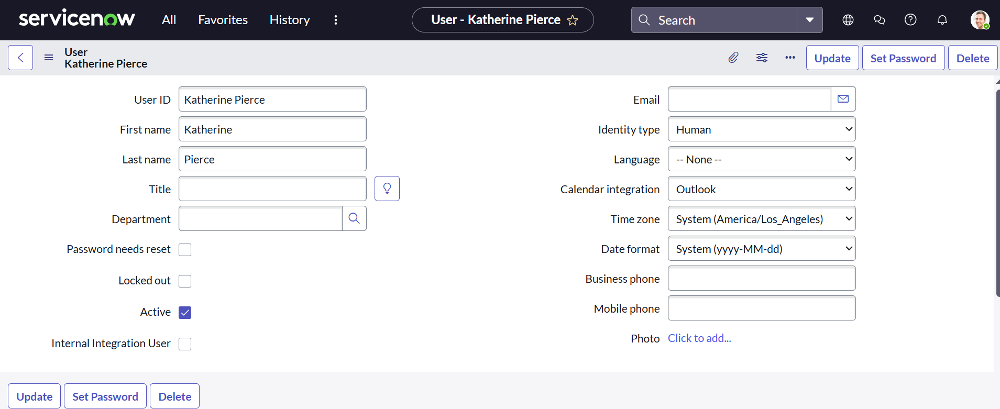 servicenow All Favorites History User - Katherine Pierce Search
User
Katherine Pierce
Update Set Password Delete
User ID Katherine Pierce
First name Katherine
Last name Pierce
Title
Department
Password needs reset
Locked out
Active
Internal Integration User
Email
Identity type Human
Language -- None --
Calendar integration Outlook
Time zone System (America/Los_Angeles)
Date format System (yyyy-MM-dd)
Business phone
Mobile phone
Photo Click to add...
Update Set Password Delete